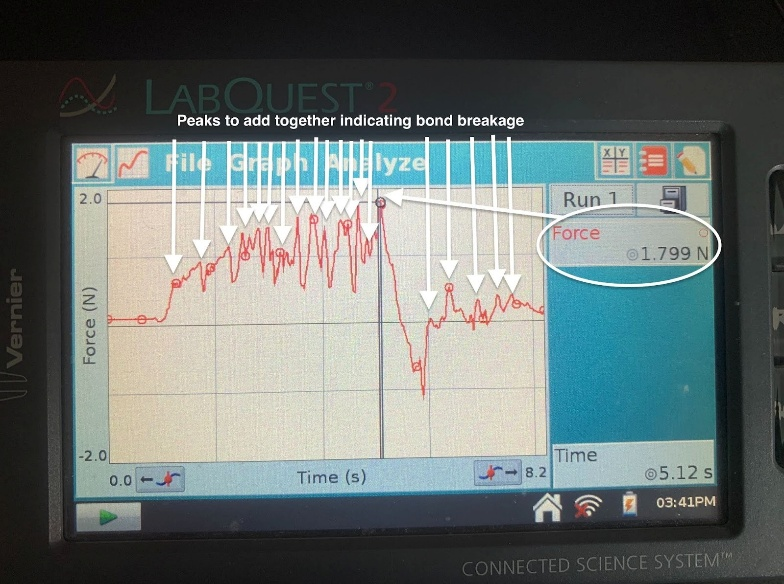 LABQUEST® 2
Peaks to add together indicating bond breakage
File Graph Analyze
X Y
2.0
Run 1
Force
1.799 N
Force (N)
Vernier
-2.0
0.0
Time (s)
8.2
Time
5.12 s
03:41PM
CONNECTED SCIENCE SYSTEM™